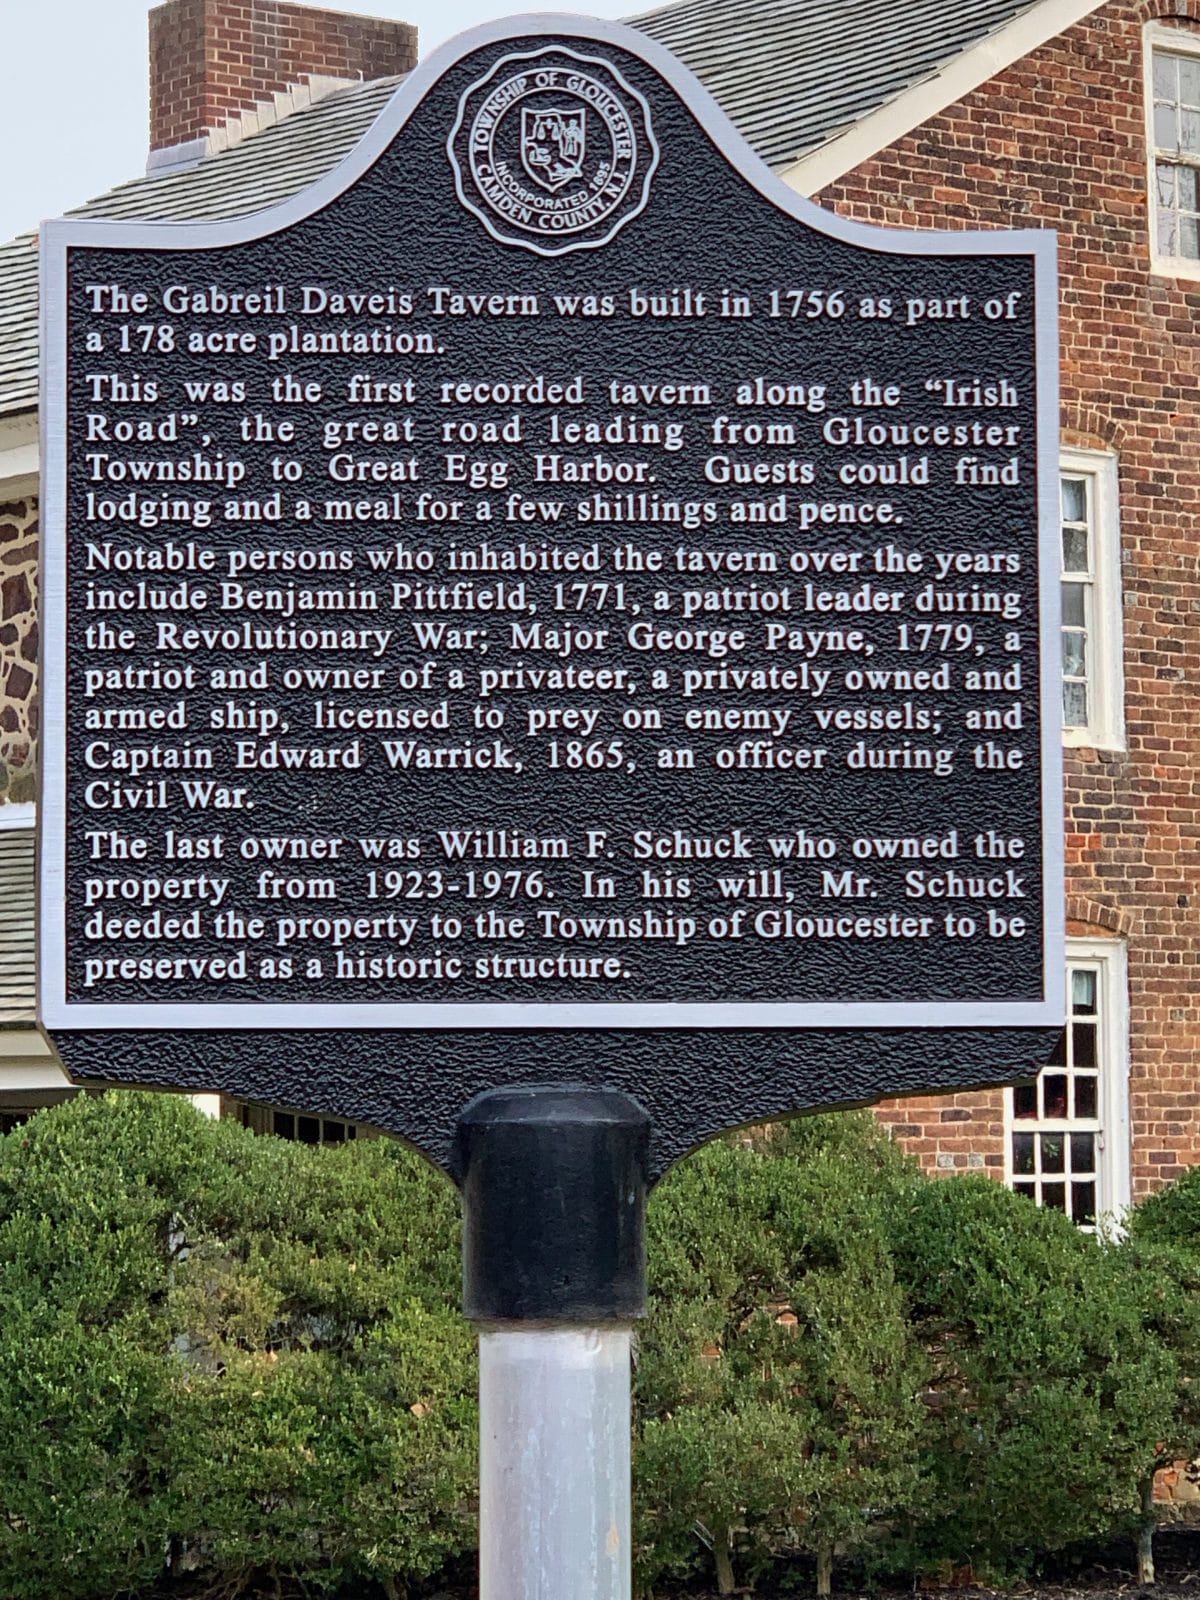 TOWNSHIP OF GLOUCESTER
CAMDEN COUNTY, N.J.
INCORPORATED 1695
The Gabreil Daveis Tavern was built in 1756 as part of
a 178 acre plantation.
This was the first recorded tavern along the “Irish
Road”, the great road leading from Gloucester
Township to Great Egg Harbor. Guests could find
lodging and a meal for a few shillings and pence.
Notable persons who inhabited the tavern over the years
include Benjamin Pittfield, 1771, a patriot leader during
the Revolutionary War; Major George Payne, 1779, a
patriot and owner of a privateer, a privately owned and
armed ship, licensed to prey on enemy vessels; and
Captain Edward Warrick, 1865, an officer during the
Civil War.
The last owner was William F. Schuck who owned the
property from 1923-1976. In his will, Mr. Schuck
deeded the property to the Township of Gloucester to be
preserved as a historic structure.